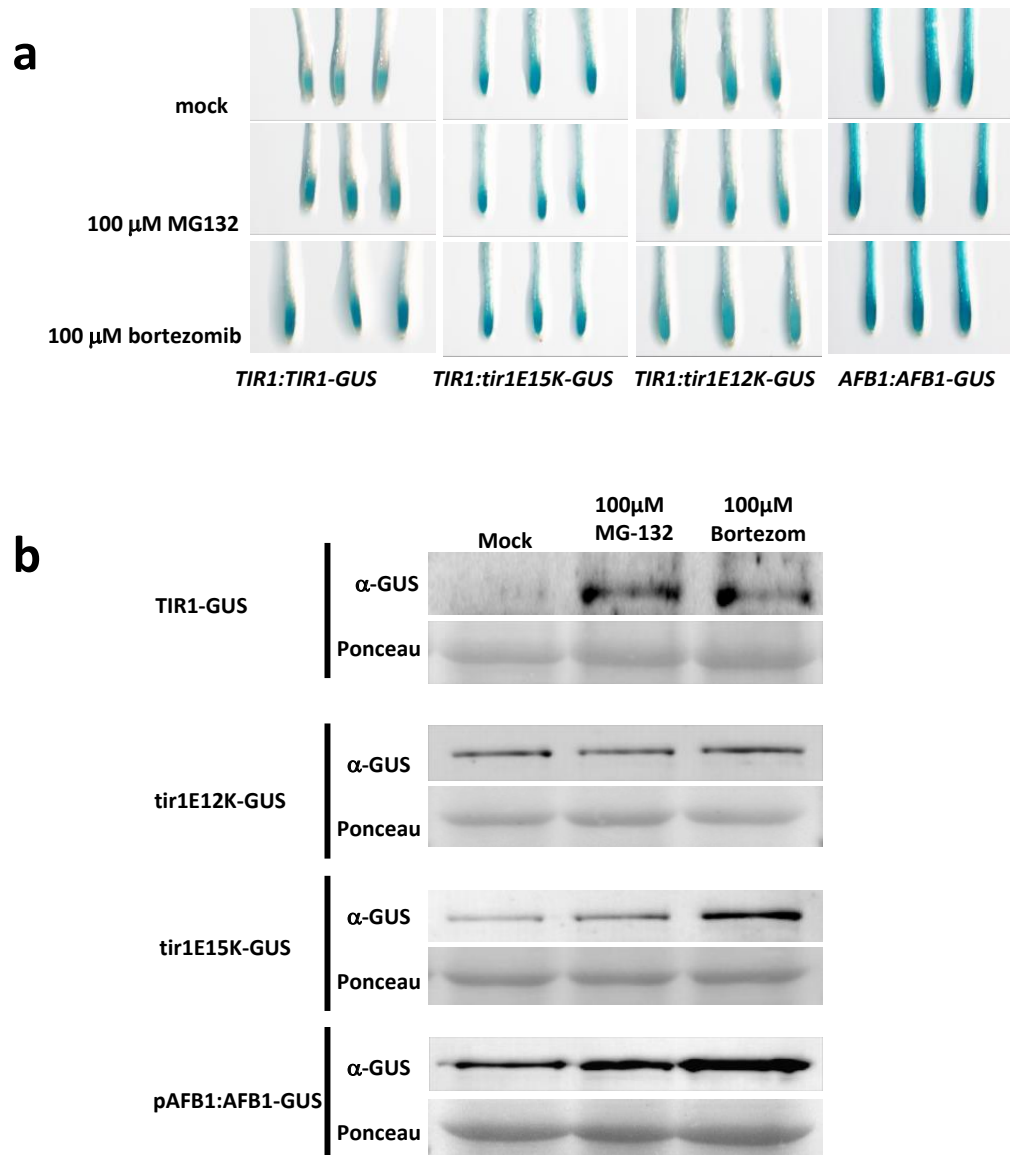 a
mock
100 μM MG132
100 μM bortezomib
TIR1:TIR1-GUS TIR1:tir1E15K-GUS TIR1:tir1E12K-GUS AFB1:AFB1-GUS
b
Mock
100μM
MG-132
100μM
Bortezom
TIR1-GUS
α-GUS
Ponceau
tir1E12K-GUS
α-GUS
Ponceau
tir1E15K-GUS
α-GUS
Ponceau
pAFB1:AFB1-GUS
α-GUS
Ponceau